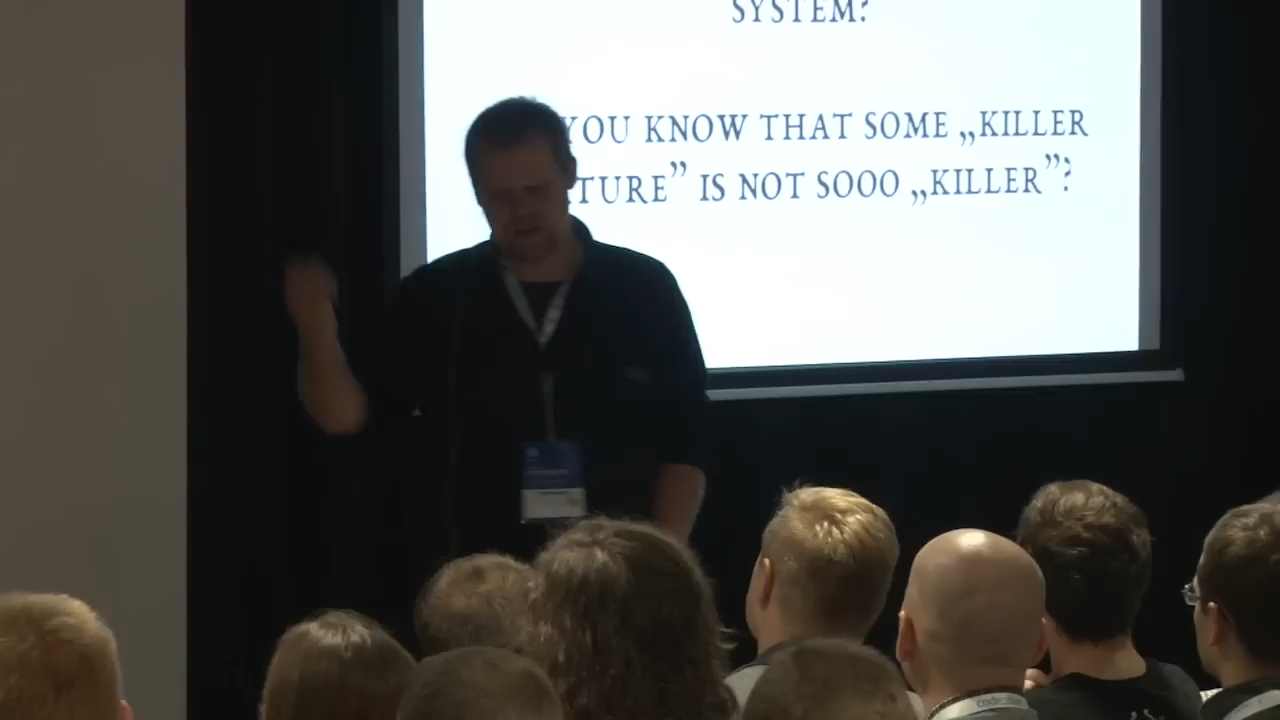 SYSTEM?
YOU KNOW THAT SOME „KILLER
TURE” IS NOT SOOO „KILLER”?